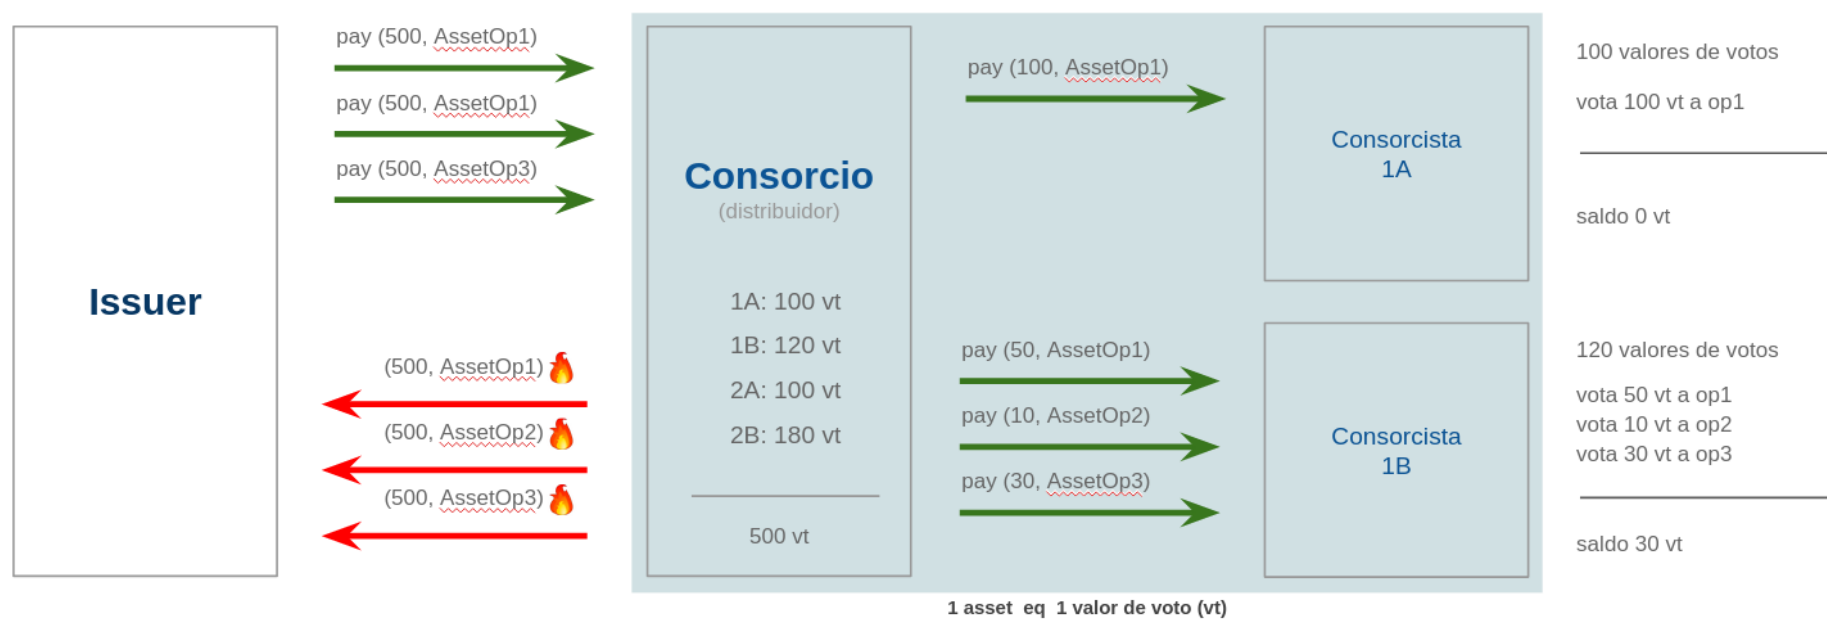 Issuer
pay (500, AssetOp1)
pay (500, AssetOp1)
pay (500, AssetOp3)
(500, AssetOp1)
(500, AssetOp2)
(500, AssetOp3)
Consorcio
(distribuidor)
1A: 100 vt
1B: 120 vt
2A: 100 vt
2B: 180 vt
500 vt
pay (100, AssetOp1)
Consorcista
1A
100 valores de votos
vota 100 vt a op1
saldo 0 vt
pay (50, AssetOp1)
pay (10, AssetOp2)
pay (30, AssetOp3)
Consorcista
1B
120 valores de votos
vota 50 vt a op1
vota 10 vt a op2
vota 30 vt a op3
saldo 30 vt
1 asset eq 1 valor de voto (vt)